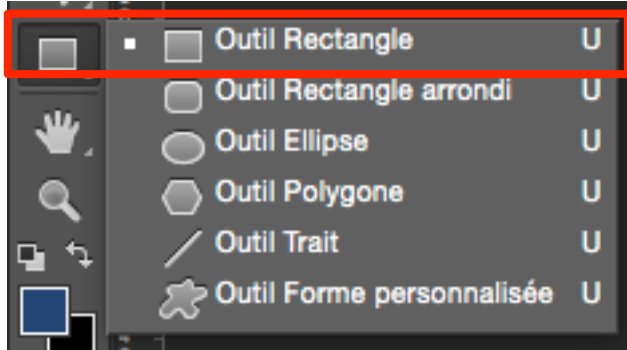 Outil Rectangle U
Outil Rectangle arrondi U
Outil Ellipse U
Outil Polygone U
Outil Trait U
Outil Forme personnalisée U